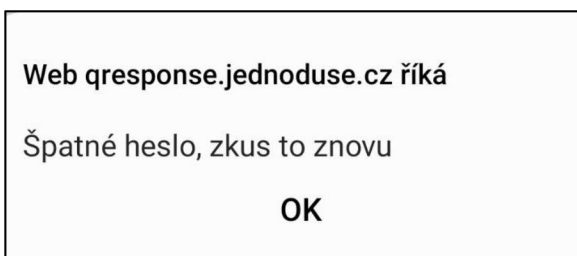 Web qresponse.jednoduse.cz říká
Špatné heslo, zkus to znovu
OK